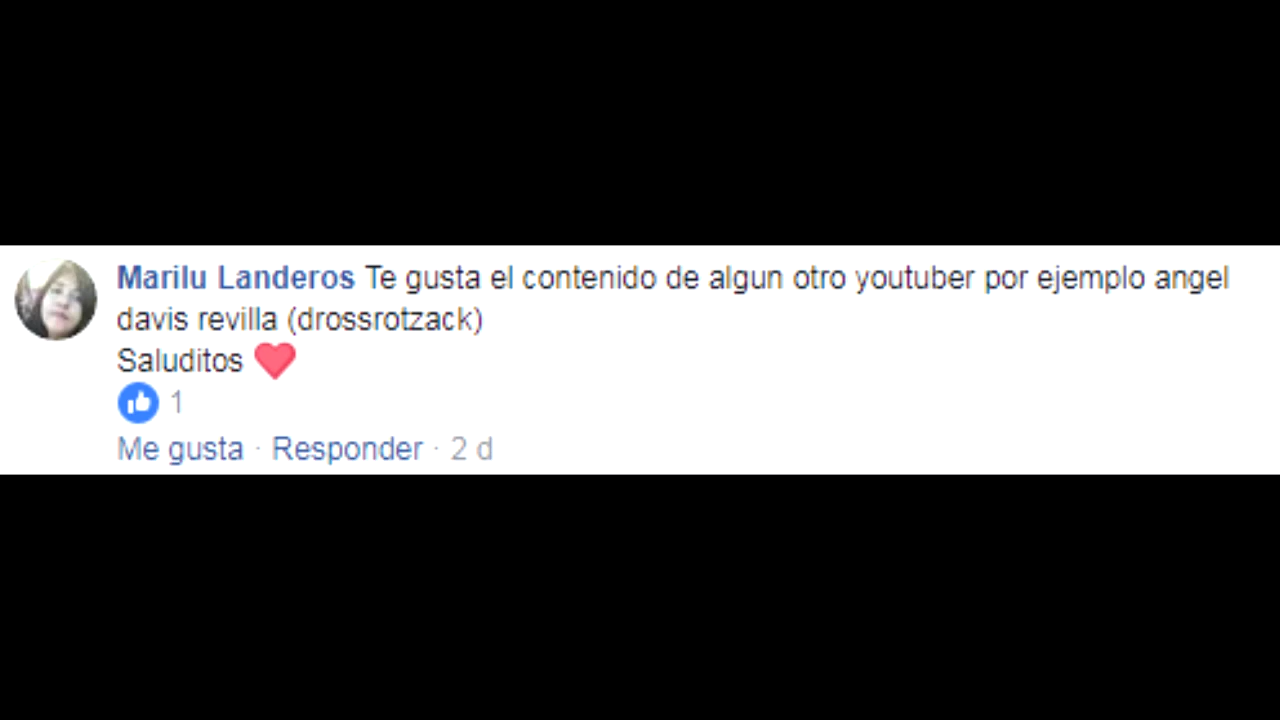 Marilu Landeros Te gusta el contenido de algun otro youtuber por ejemplo angel
davis revilla (drossrotzack)
Saluditos ❤
1
Me gusta · Responder · 2 d